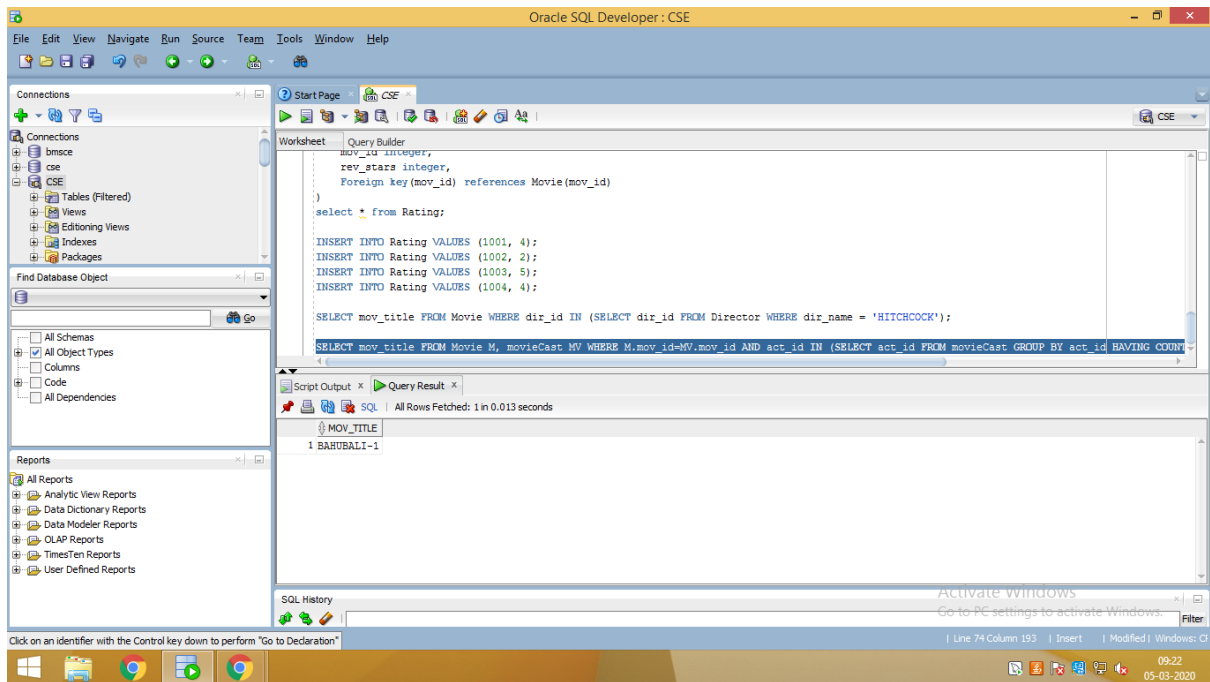 Oracle SQL Developer : CSE
File Edit View Navigate Run Source Team Tools Window Help
Connections
Connections
bmsce
cse
CSE
Tables (Filtered)
Views
Editioning Views
Indexes
Packages
Find Database Object
Go
All Schemas
All Object Types
Columns
Code
All Dependencies
Reports
All Reports
Analytic View Reports
Data Dictionary Reports
Data Modeler Reports
OLAP Reports
TimesTen Reports
User Defined Reports
Start Page CSE
CSE
Worksheet Query Builder
mov_id integer,
rev_stars integer,
Foreign key(mov_id) references Movie(mov_id)
)
select * from Rating;
INSERT INTO Rating VALUES (1001, 4);
INSERT INTO Rating VALUES (1002, 2);
INSERT INTO Rating VALUES (1003, 5);
INSERT INTO Rating VALUES (1004, 4);
SELECT mov_title FROM Movie WHERE dir_id IN (SELECT dir_id FROM Director WHERE dir_name = 'HITCHCOCK');
SELECT mov_title FROM Movie M, movieCast MV WHERE M.mov_id=MV.mov_id AND act_id IN (SELECT act_id FROM movieCast GROUP BY act_id HAVING COUNT
Script Output x Query Result x
SQL | All Rows Fetched: 1 in 0.013 seconds
MOV_TITLE
1 BAHUBALI-1
SQL History
Filter
Activate Windows
Go to PC settings to activate Windows.
Click on an identifier with the Control key down to perform "Go to Declaration"
| Line 74 Column 193 | Insert | Modified | Windows: C
09:22
05-03-2020